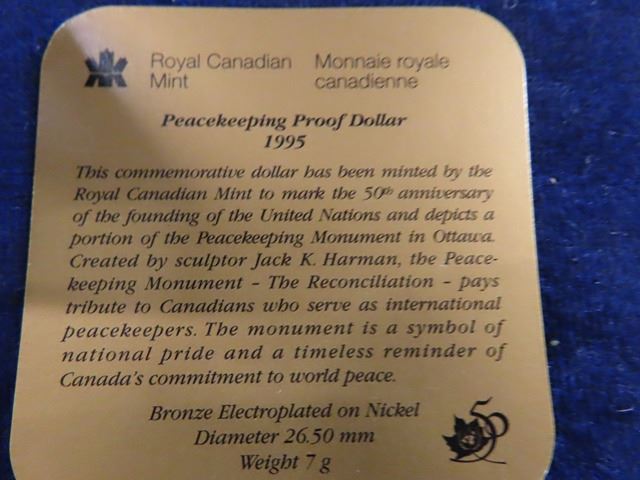 Royal Canadian Mint
Monnaie royale canadienne
Peacekeeping Proof Dollar
1995
This commemorative dollar has been minted by the
Royal Canadian Mint to mark the 50th anniversary
of the founding of the United Nations and depicts a
portion of the Peacekeeping Monument in Ottawa.
Created by sculptor Jack K. Harman, the Peace-
keeping Monument – The Reconciliation – pays
tribute to Canadians who serve as international
peacekeepers. The monument is a symbol of
national pride and a timeless reminder of
Canada's commitment to world peace.
Bronze Electroplated on Nickel
Diameter 26.50 mm
Weight 7 g
50